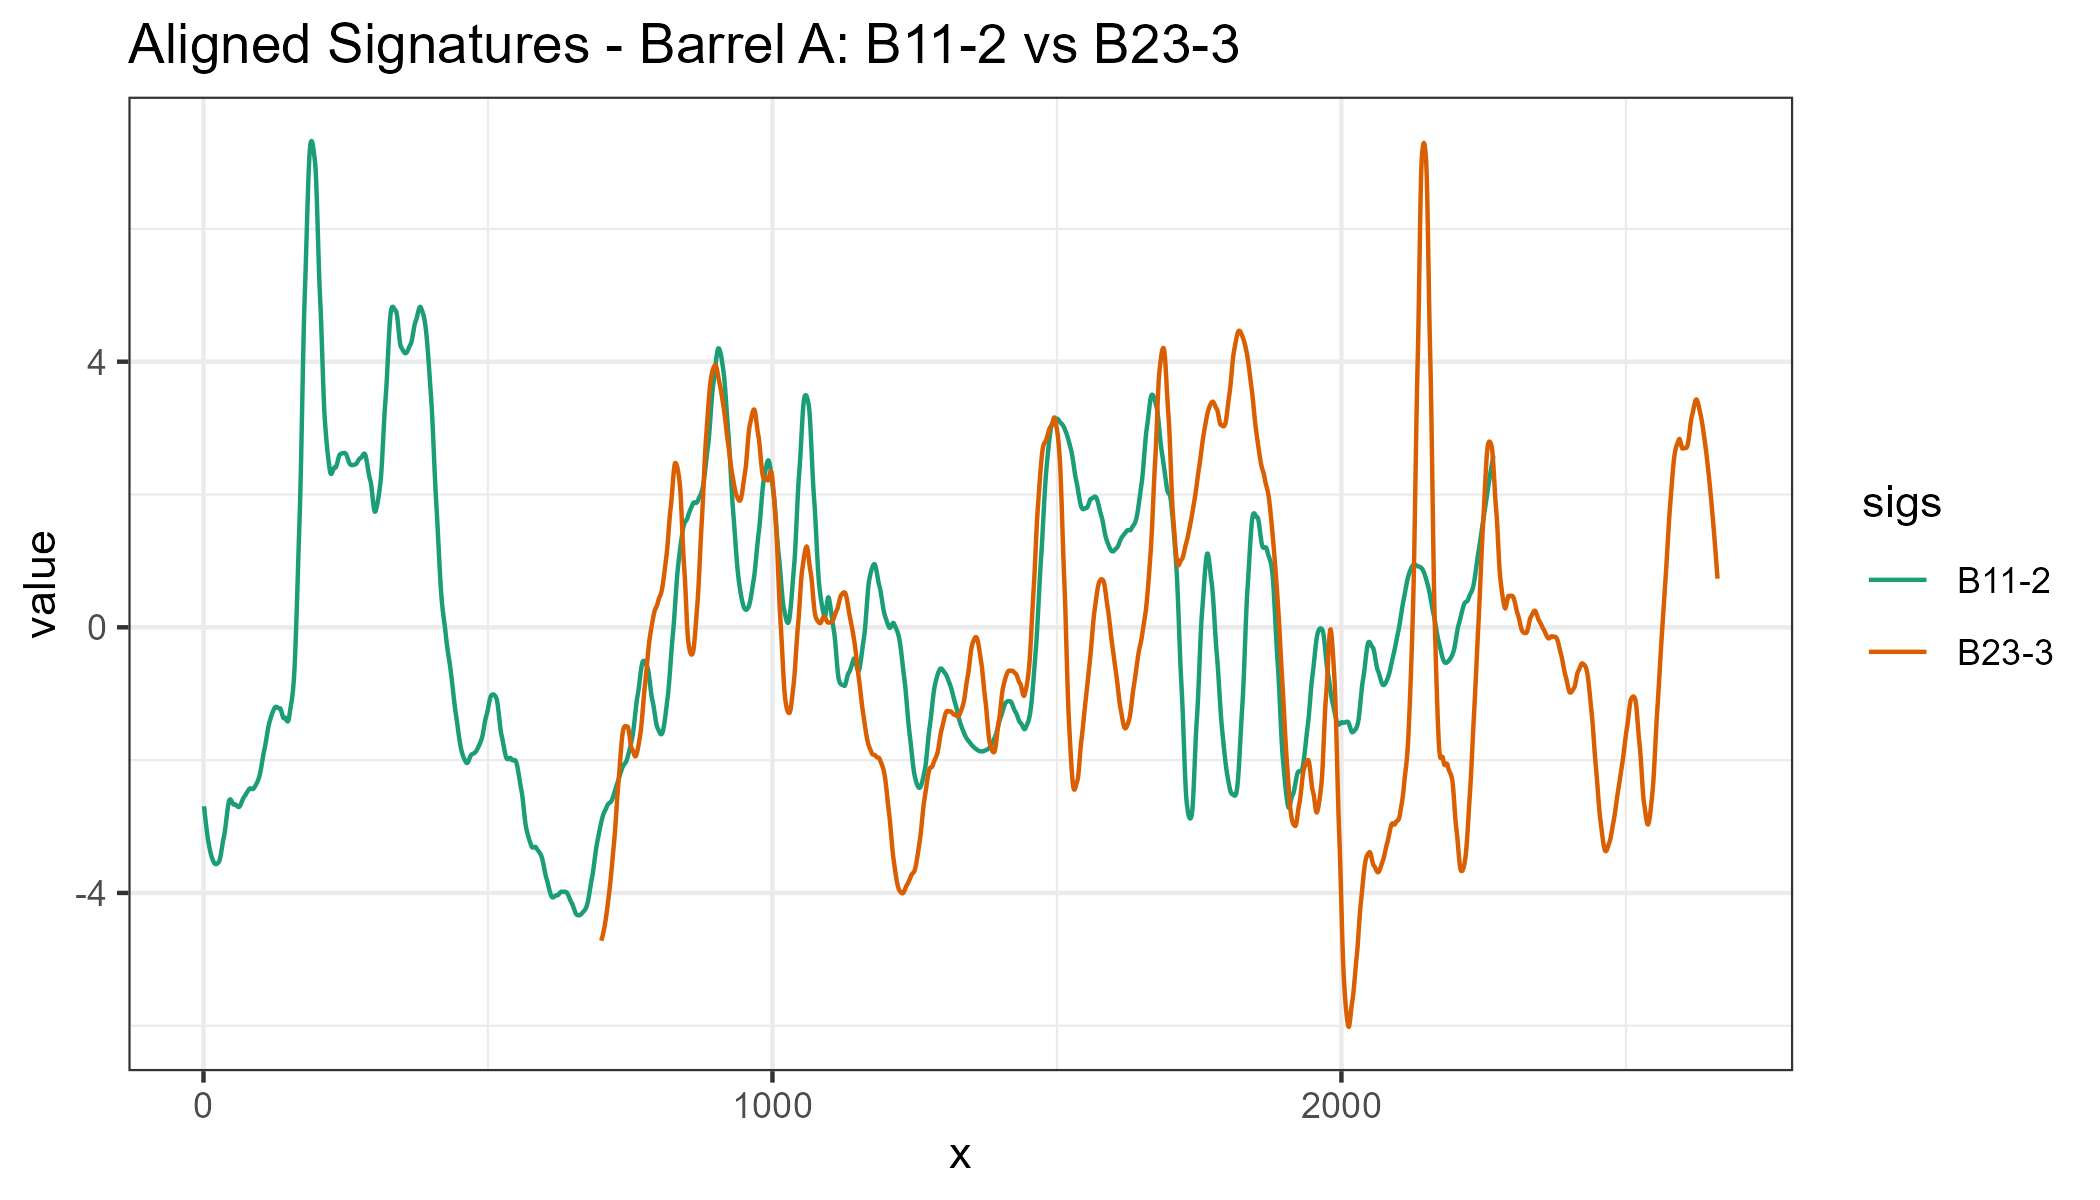 Aligned Signatures - Barrel A: B11-2 vs B23-3
value
4
0
-4
0
1000
2000
x
sigs
B11-2
B23-3